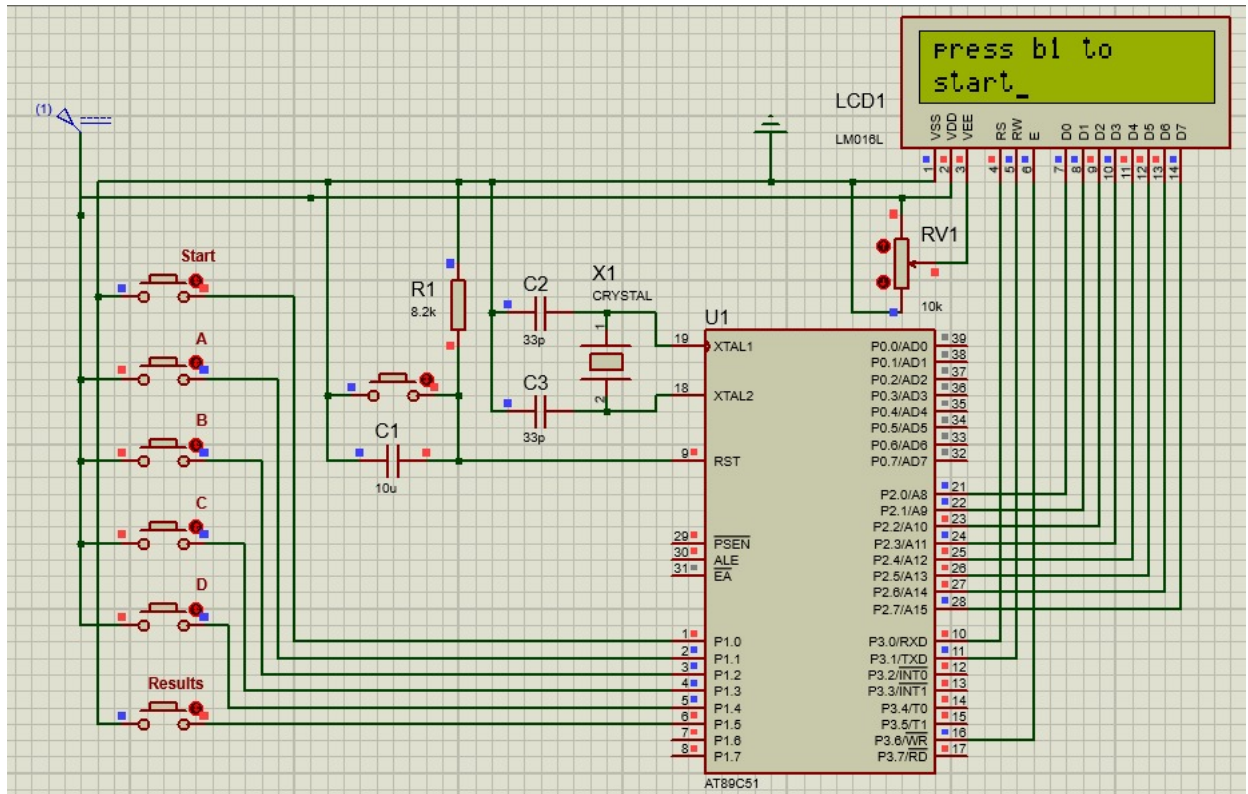 press b1 to
start_
LCD1
LM016L
VSS
VDD
VEE
RS
RW
E
D0
D1
D2
D3
D4
D5
D6
D7
1
2
3
4
5
6
7
8
9
10
11
12
13
14
(1)
Start
A
B
C
D
Results
R1
8.2k
C1
10u
C2
33p
C3
33p
X1
CRYSTAL
1
2
RV1
10k
U1
19 XTAL1
18 XTAL2
9 RST
29 PSEN
30 ALE
31 EA
1 P1.0
2 P1.1
3 P1.2
4 P1.3
5 P1.4
6 P1.5
7 P1.6
8 P1.7
P0.0/AD0 39
P0.1/AD1 38
P0.2/AD2 37
P0.3/AD3 36
P0.4/AD4 35
P0.5/AD5 34
P0.6/AD6 33
P0.7/AD7 32
P2.0/A8 21
P2.1/A9 22
P2.2/A10 23
P2.3/A11 24
P2.4/A12 25
P2.5/A13 26
P2.6/A14 27
P2.7/A15 28
P3.0/RXD 10
P3.1/TXD 11
P3.2/INT0 12
P3.3/INT1 13
P3.4/T0 14
P3.5/T1 15
P3.6/WR 16
P3.7/RD 17
AT89C51